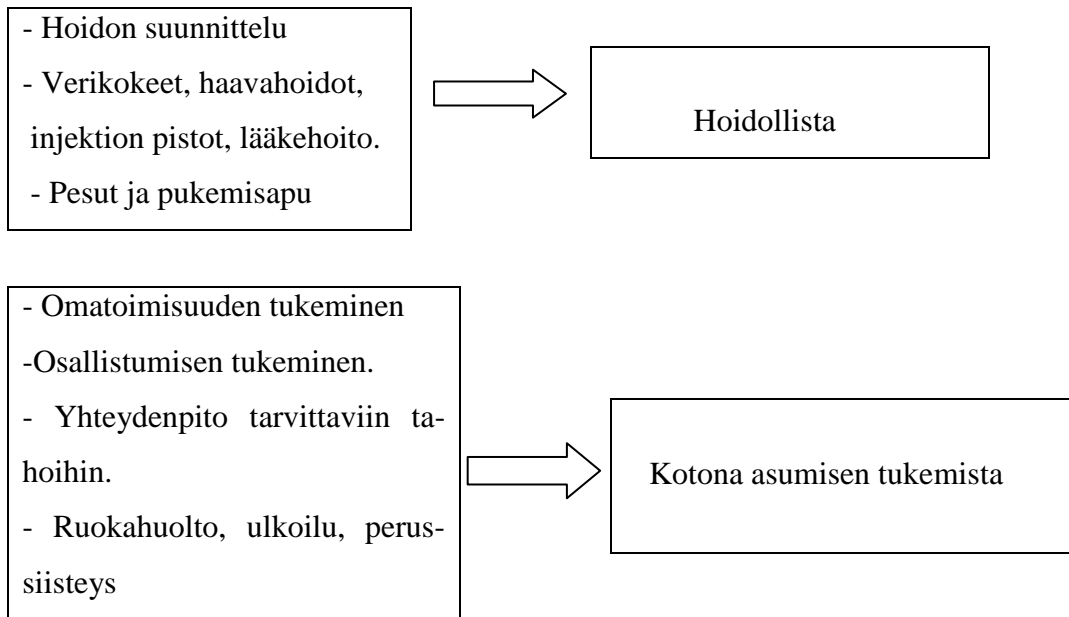 - Hoidon suunnittelu
- Verikokeet, haavahoidot,
injektion pistot, lääkehoito.
- Pesut ja pukemisapu
Hoidollista
- Omatoimisuuden tukeminen
-Osallistumisen tukeminen.
- Yhteydenpito tarvittaviin ta-
hoihin.
- Ruokahuolto, ulkoilu, perus-
siisteys
Kotona asumisen tukemista